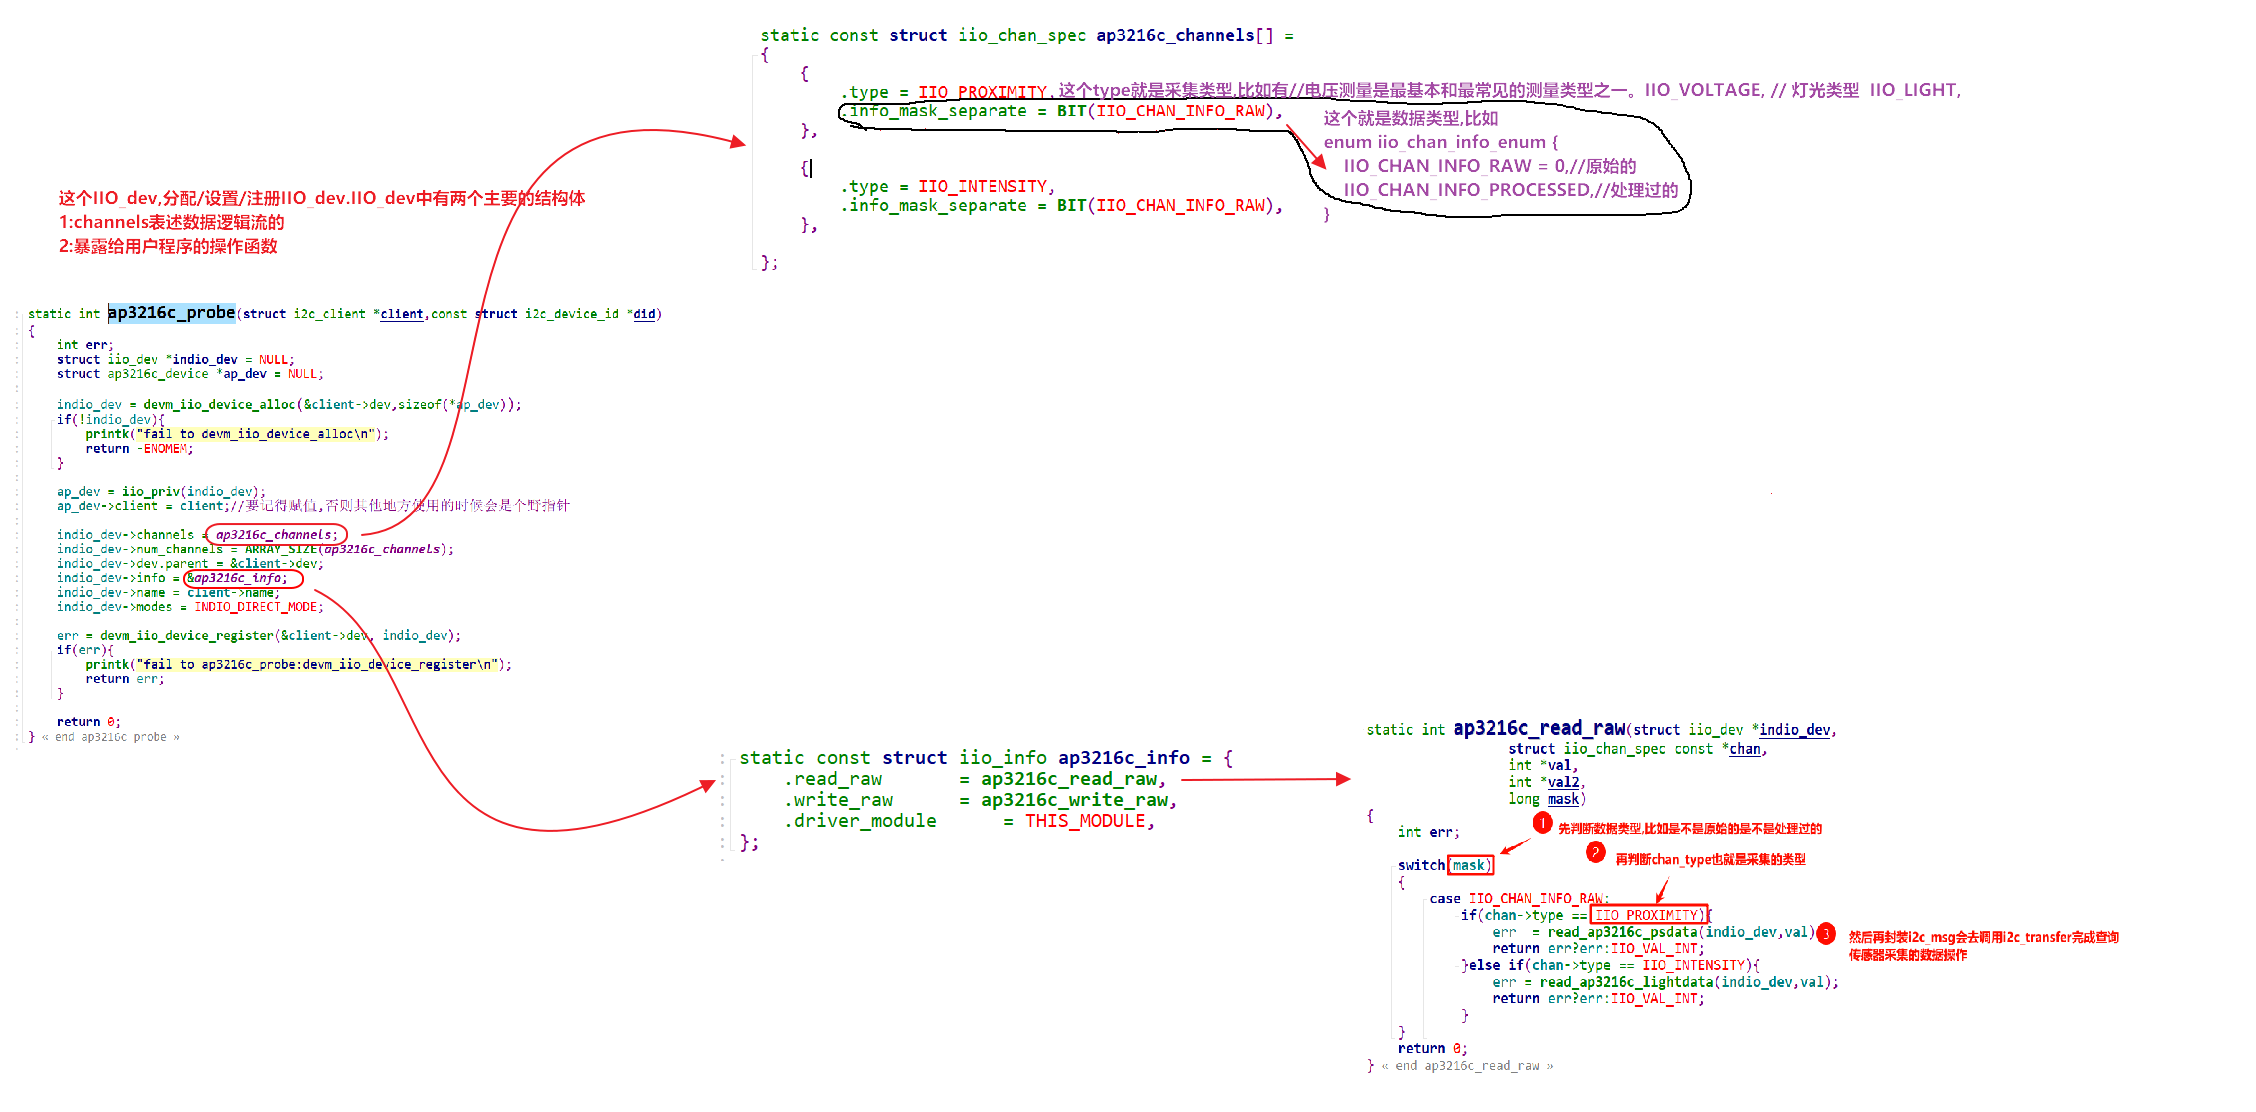 static const struct iio_chan_spec ap3216c_channels[] =
{
{
.type = IIO_PROXIMITY, 这个type就是采集类型,比如有//电压测量是最基本和最常见的测量类型之一。IIO_VOLTAGE, // 灯光类型 IIO_LIGHT,
.info_mask_separate = BIT(IIO_CHAN_INFO_RAW),
},
{
.type = IIO_INTENSITY,
.info_mask_separate = BIT(IIO_CHAN_INFO_RAW),
},
};
这个就是数据类型,比如
enum iio_chan_info_enum {
IIO_CHAN_INFO_RAW = 0,//原始的
IIO_CHAN_INFO_PROCESSED,//处理过的
}
这个IIO_dev,分配/设置/注册IIO_dev.IIO_dev中有两个主要的结构体
1:channels表述数据逻辑流的
2:暴露给用户程序的操作函数
static int ap3216c_probe(struct i2c_client *client,const struct i2c_device_id *did)
{
int err;
struct iio_dev *indio_dev = NULL;
struct ap3216c_device *ap_dev = NULL;
indio_dev = devm_iio_device_alloc(&client->dev,sizeof(*ap_dev));
if(!indio_dev){
printk("fail to devm_iio_device_alloc\n");
return -ENOMEM;
}
ap_dev = iio_priv(indio_dev);
ap_dev->client = client;//要记得赋值,否则其他地方使用的时候会是个野指针
indio_dev->channels = ap3216c_channels;
indio_dev->num_channels = ARRAY_SIZE(ap3216c_channels);
indio_dev->dev.parent = &client->dev;
indio_dev->info = &ap3216c_info;
indio_dev->name = client->name;
indio_dev->modes = INDIO_DIRECT_MODE;
err = devm_iio_device_register(&client->dev, indio_dev);
if(err){
printk("fail to ap3216c_probe:devm_iio_device_register\n");
return err;
}
return 0;
} « end ap3216c_probe »
static const struct iio_info ap3216c_info = {
.read_raw = ap3216c_read_raw,
.write_raw = ap3216c_write_raw,
.driver_module = THIS_MODULE,
};
static int ap3216c_read_raw(struct iio_dev *indio_dev,
struct iio_chan_spec const *chan,
int *val,
int *val2,
long mask)
{
int err;
1 先判断数据类型,比如是不是原始的是不是处理过的
2 再判断chan_type也就是采集的类型
switch(mask)
{
case IIO_CHAN_INFO_RAW:
if(chan->type == IIO_PROXIMITY){
err = read_ap3216c_psdata(indio_dev,val)
return err?err:IIO_VAL_INT;
}else if(chan->type == IIO_INTENSITY){
err = read_ap3216c_lightdata(indio_dev,val);
return err?err:IIO_VAL_INT;
}
}
return 0;
} « end ap3216c_read_raw »
3 然后再封装i2c_msg会去调用i2c_transfer完成查询
传感器采集的数据操作